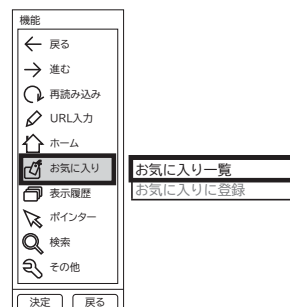 機能
戻る
進む
再読み込み
URL入力
ホーム
お気に入り
お気に入り一覧
お気に入りに登録
表示履歴
ポインター
検索
その他
決定
戻る